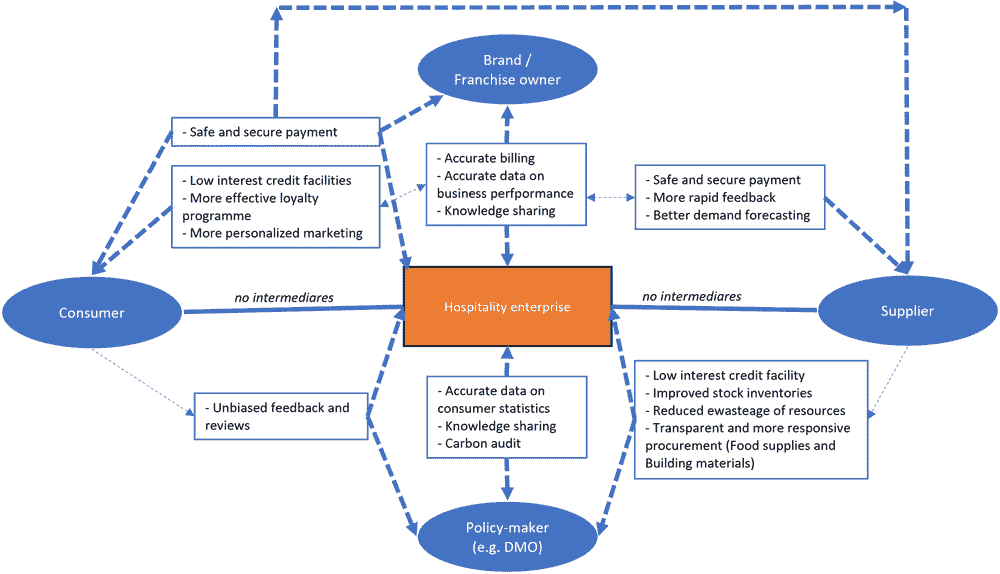 Brand /
Franchise owner
- Safe and secure payment
- Accurate billing
- Accurate data on
business perpformance
- Knowledge sharing
- Low interest credit facilities
- More effective loyalty
programme
- More personalized marketing
- Safe and secure payment
- More rapid feedback
- Better demand forecasting
Consumer
no intermediares
Hospitality enterprise
no intermediares
Supplier
- Unbiased feedback and
reviews
- Accurate data on
consumer statistics
- Knowledge sharing
- Carbon audit
- Low interest credit facility
- Improved stock inventories
- Reduced ewasteage of resources
- Transparent and more responsive
procurement (Food supplies and
Building materials)
Policy-maker
(e.g. DMO)